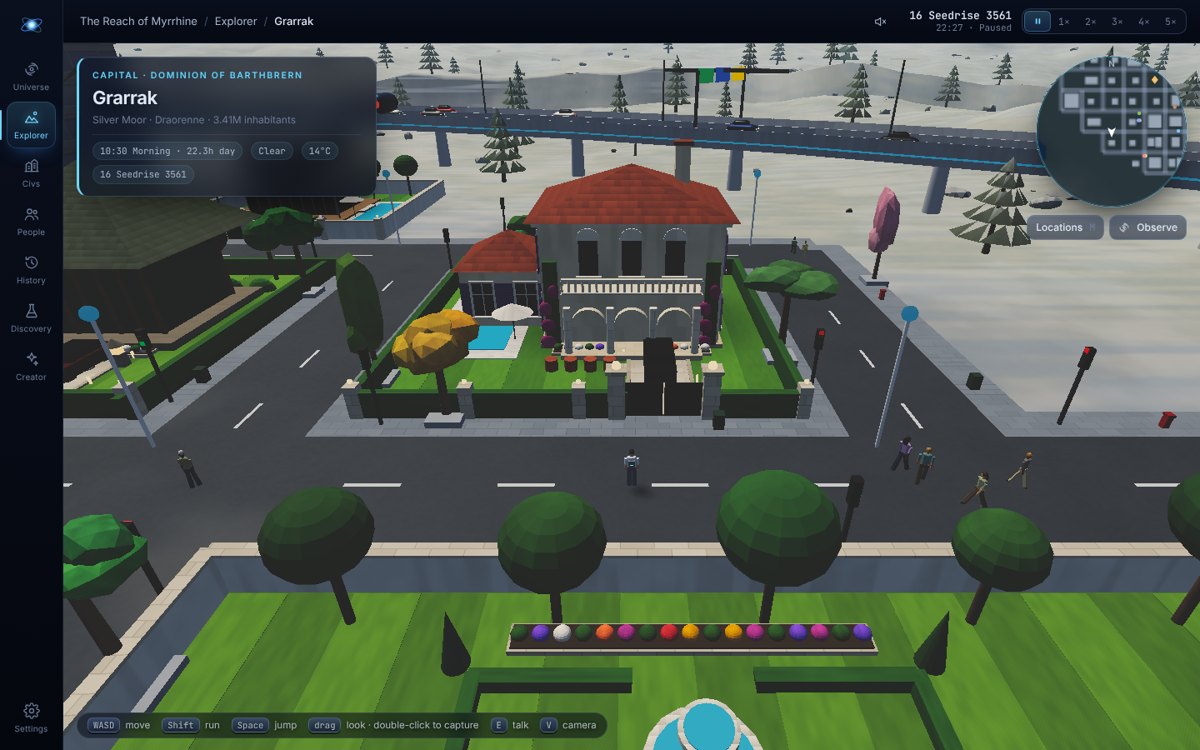 The Reach of Myrrhine / Explorer / Grarrak
16 Seedrise 3561
22:27 · Paused
1× 2× 3× 4× 5×
Universe
Explorer
Civs
People
History
Discovery
Creator
Settings
CAPITAL · DOMINION OF BARTHBRERN
Grarrak
Silver Moor · Draorenne · 3.41M inhabitants
10:30 Morning · 22.3h day
Clear
14°C
16 Seedrise 3561
N
Locations M
Observe
WASD move Shift run Space jump drag look · double-click to capture E talk V camera